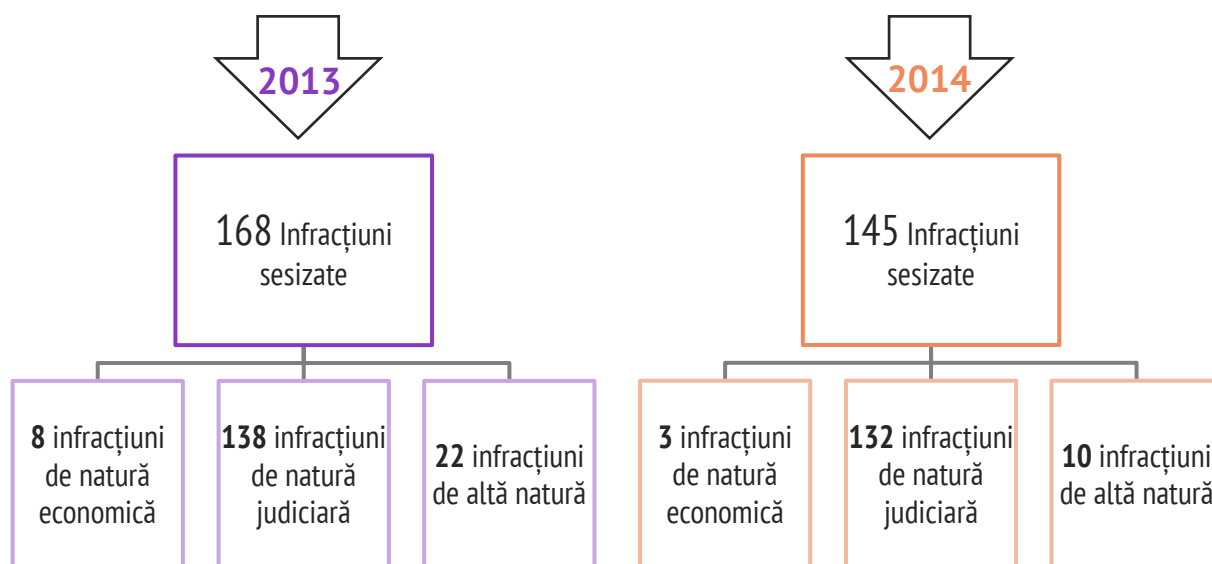 2013
168 Infracțiuni
sesizate
8 infracțiuni
de natură
economică
138 infracțiuni
de natură
judiciară
22 infracțiuni
de altă natură
2014
145 Infracțiuni
sesizate
3 infracțiuni
de natură
economică
132 infracțiuni
de natură
judiciară
10 infracțiuni
de altă natură